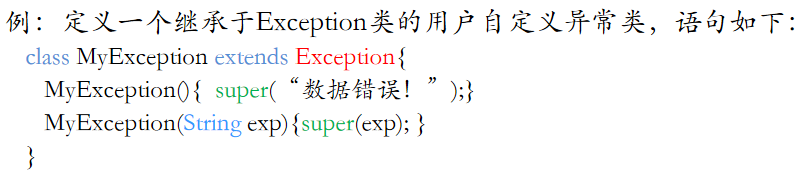 例：定义一个继承于Exception类的用户自定义异常类，语句如下：
class MyException extends Exception{
MyException(){ super(“数据错误！”);}
MyException(String exp){super(exp); }
}